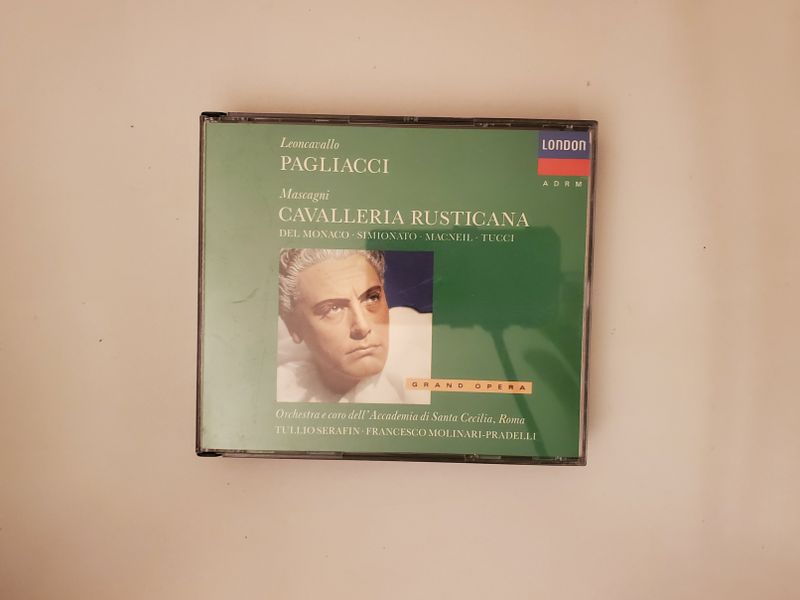 Leoncavallo
PAGLIACCI
LONDON
ADRM
Mascagni
CAVALLERIA RUSTICANA
DEL MONACO · SIMIONATO · MACNEIL · TUCCI
GRAND OPERA
Orchestra e coro dell'Accademia di Santa Cecilia, Roma
TULLIO SERAFIN · FRANCESCO MOLINARI-PRADELLI